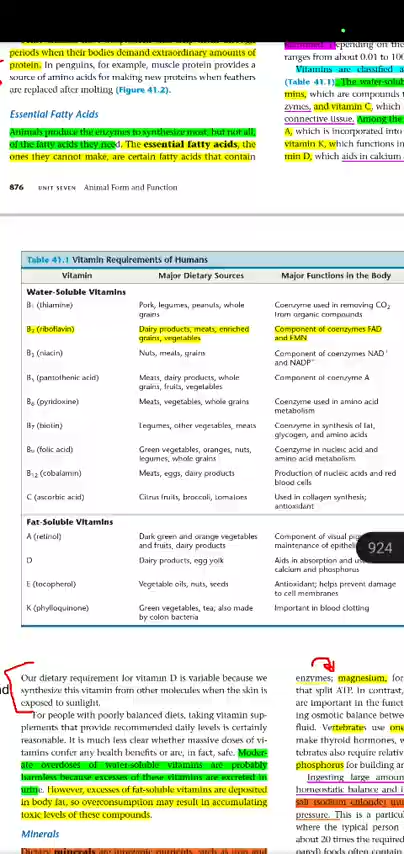 periods when their bodies demand extraordinary amounts of
protein. In penguins, for example, muscle protein provides a
source of amino acids for making new proteins when feathers
are replaced after molting (Figure 41.2).
Essential Fatty Acids
Animals produce the enzymes to synthesize most, but not all,
of the fatty acids they need. The essential fatty acids, the
ones they cannot make, are certain fatty acids that contain
depending on the
ranges from about 0.01 to 100
Vitamins are classified a
(Table 41.1). The water-solub
mins, which are compounds t
zymes, and vitamin C, which
connective tissue. Among the
A, which is incorporated into
vitamin K, which functions in
min D, which aids in calcium a
876 UNIT SEVEN Animal Form and Function
Table 41.1 Vitamin Requirements of Humans
Vitamin Major Dietary Sources Major Functions in the Body
Water-Soluble Vitamins
B1 (thiamine) Pork, legumes, peanuts, whole Coenzyme used in removing CO2
grains from organic compounds
B2 (riboflavin) Dairy products, meats, enriched Component of coenzymes FAD
grains, vegetables and FMN
B3 (niacin) Nuts, meats, grains Component of coenzymes NAD+
and NADP+
B5 (pantothenic acid) Meats, dairy products, whole Component of coenzyme A
grains, fruits, vegetables
B6 (pyridoxine) Meats, vegetables, whole grains Coenzyme used in amino acid
metabolism
B7 (biotin) Legumes, other vegetables, meats Coenzyme in synthesis of fat,
glycogen, and amino acids
B9 (folic acid) Green vegetables, oranges, nuts, Coenzyme in nucleic acid and
legumes, whole grains amino acid metabolism
B12 (cobalamin) Meats, eggs, dairy products Production of nucleic acids and red
blood cells
C (ascorbic acid) Citrus fruits, broccoli, tomatoes Used in collagen synthesis;
antioxidant
Fat-Soluble Vitamins
A (retinol) Dark green and orange vegetables Component of visual pig
and fruits, dairy products maintenance of epitheli
924
D Dairy products, egg yolk Aids in absorption and u
calcium and phosphorus
E (tocopherol) Vegetable oils, nuts, seeds Antioxidant; helps prevent damage
to cell membranes
K (phylloquinone) Green vegetables, tea; also made Important in blood clotting
by colon bacteria
Our dietary requirement for vitamin D is variable because we
synthesize this vitamin from other molecules when the skin is
exposed to sunlight.
For people with poorly balanced diets, taking vitamin sup-
plements that provide recommended daily levels is certainly
reasonable. It is much less clear whether massive doses of vi-
tamins confer any health benefits or are, in fact, safe. Moder-
ate overdoses of water-soluble vitamins are probably
harmless because excesses of these vitamins are excreted in
urine. However, excesses of fat-soluble vitamins are deposited
in body fat, so overconsumption may result in accumulating
toxic levels of these compounds.
Minerals
Dietary minerals are inorganic nutrients, such as iron and
enzymes; magnesium, for
that split ATP. In contrast,
are important in the funct
ing osmotic balance betwe
fluid. Vertebrates use one
make thyroid hormones, w
tebrates also require relativ
phosphorus for building an
Ingesting large amoun
homeostatic balance and i
salt (sodium chloride)
pressure. This is a particul
where the typical person
about 20 times the required